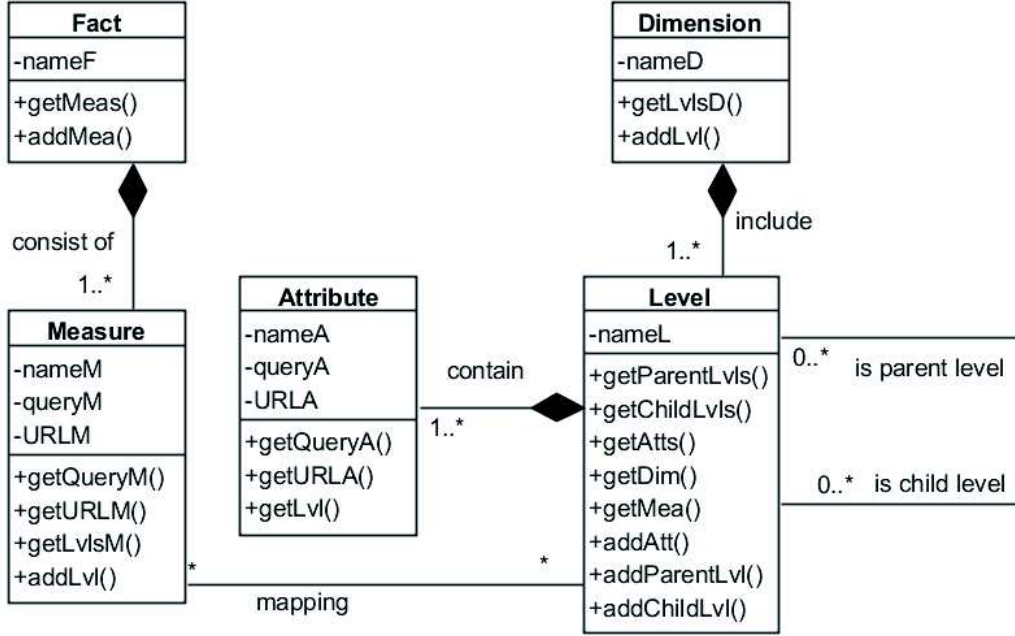 Fact
-nameF
+getMeas()
+addMea()
Dimension
-nameD
+getLvlsD()
+addLvl()
consist of
1..*
include
1..*
Measure
-nameM
-queryM
-URLM
+getQueryM()
+getURLM()
+getLvlsM()
+addLvl()
Attribute
-nameA
-queryA
-URLA
+getQueryA()
+getURLA()
+getLvl()
contain
1..*
Level
-nameL
+getParentLvls()
+getChildLvls()
+getAtts()
+getDim()
+getMea()
+addAtt()
+addParentLvl()
+addChildLvl()
0..* is parent level
0..* is child level
* *
mapping